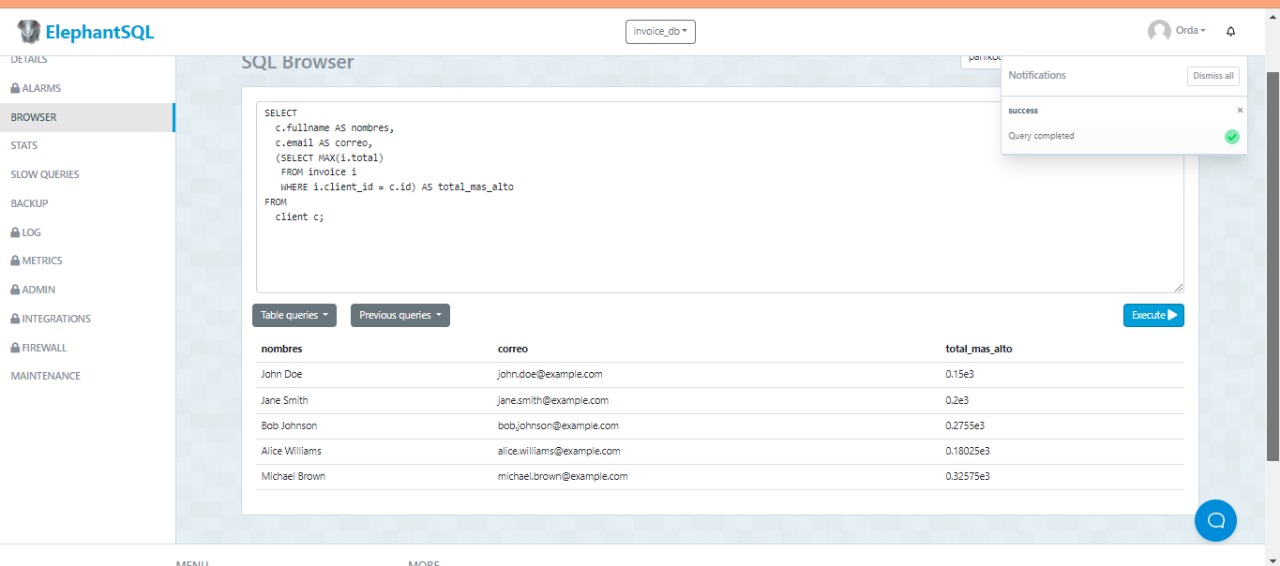 ElephantSQL
invoice_db
Orda
DETAILS
ALARMS
BROWSER
STATS
SLOW QUERIES
BACKUP
LOG
METRICS
ADMIN
INTEGRATIONS
FIREWALL
MAINTENANCE
SQL Browser
Notifications
Dismiss all
success
×
Query completed
SELECT
c.fullname AS nombres,
c.email AS correo,
(SELECT MAX(i.total)
FROM invoice i
WHERE i.client_id = c.id) AS total_mas_alto
FROM
client c;
Table queries
Previous queries
Execute
nombres correo total_mas_alto
John Doe john.doe@example.com 0.15e3
Jane Smith jane.smith@example.com 0.2e3
Bob Johnson bob.johnson@example.com 0.2755e3
Alice Williams alice.williams@example.com 0.18025e3
Michael Brown michael.brown@example.com 0.32575e3
MENU
MORE